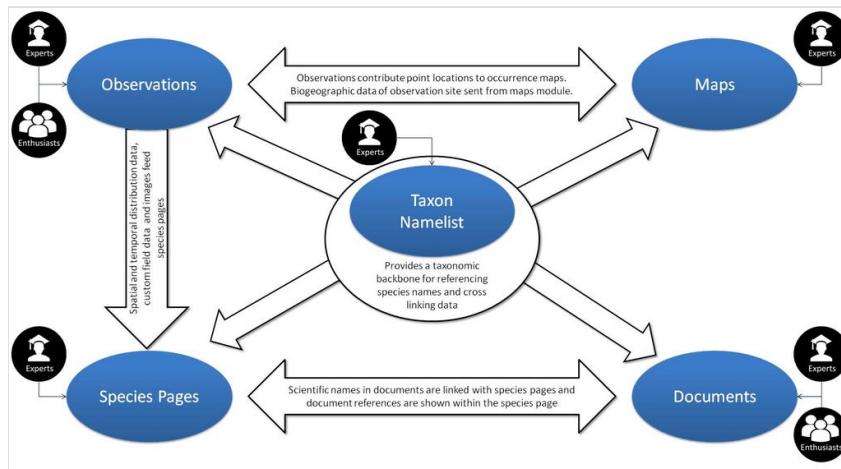 Experts
Observations
Enthusiasts
Observations contribute point locations to occurrence maps.
Biogeographic data of observation site sent from maps module.
Maps
Experts
Experts
Taxon
Namelist
Provides a taxonomic
backbone for referencing
species names and cross
linking data
Spatial and temporal distribution data,
custom field data and images feed
species pages
Experts
Species Pages
Scientific names in documents are linked with species pages and
document references are shown within the species page
Documents
Experts
Enthusiasts